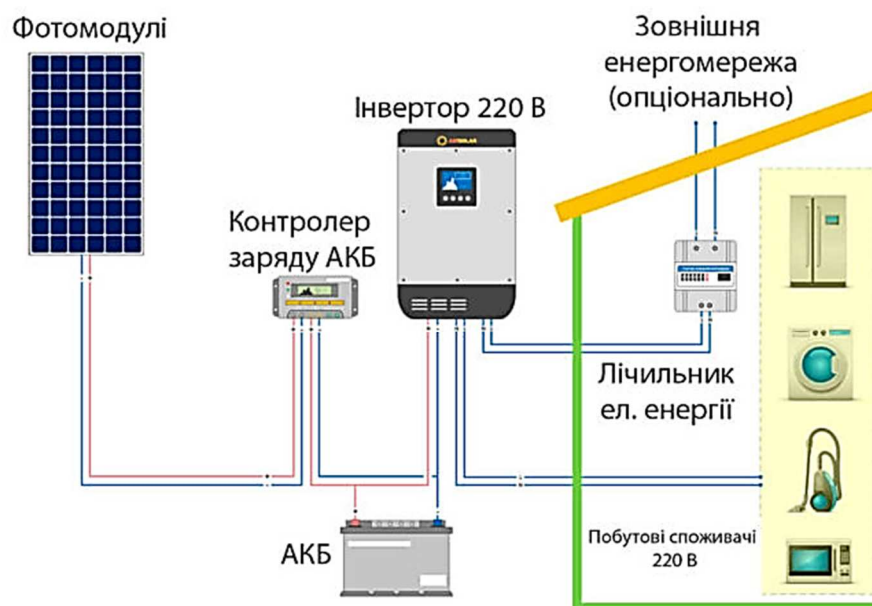 Фотомодулі
Зовнішня
енергомережа
(опціонально)
Інвертор 220 В
Контролер
заряду АКБ
Лічильник
ел. енергії
АКБ
Побутові споживачі
220 В